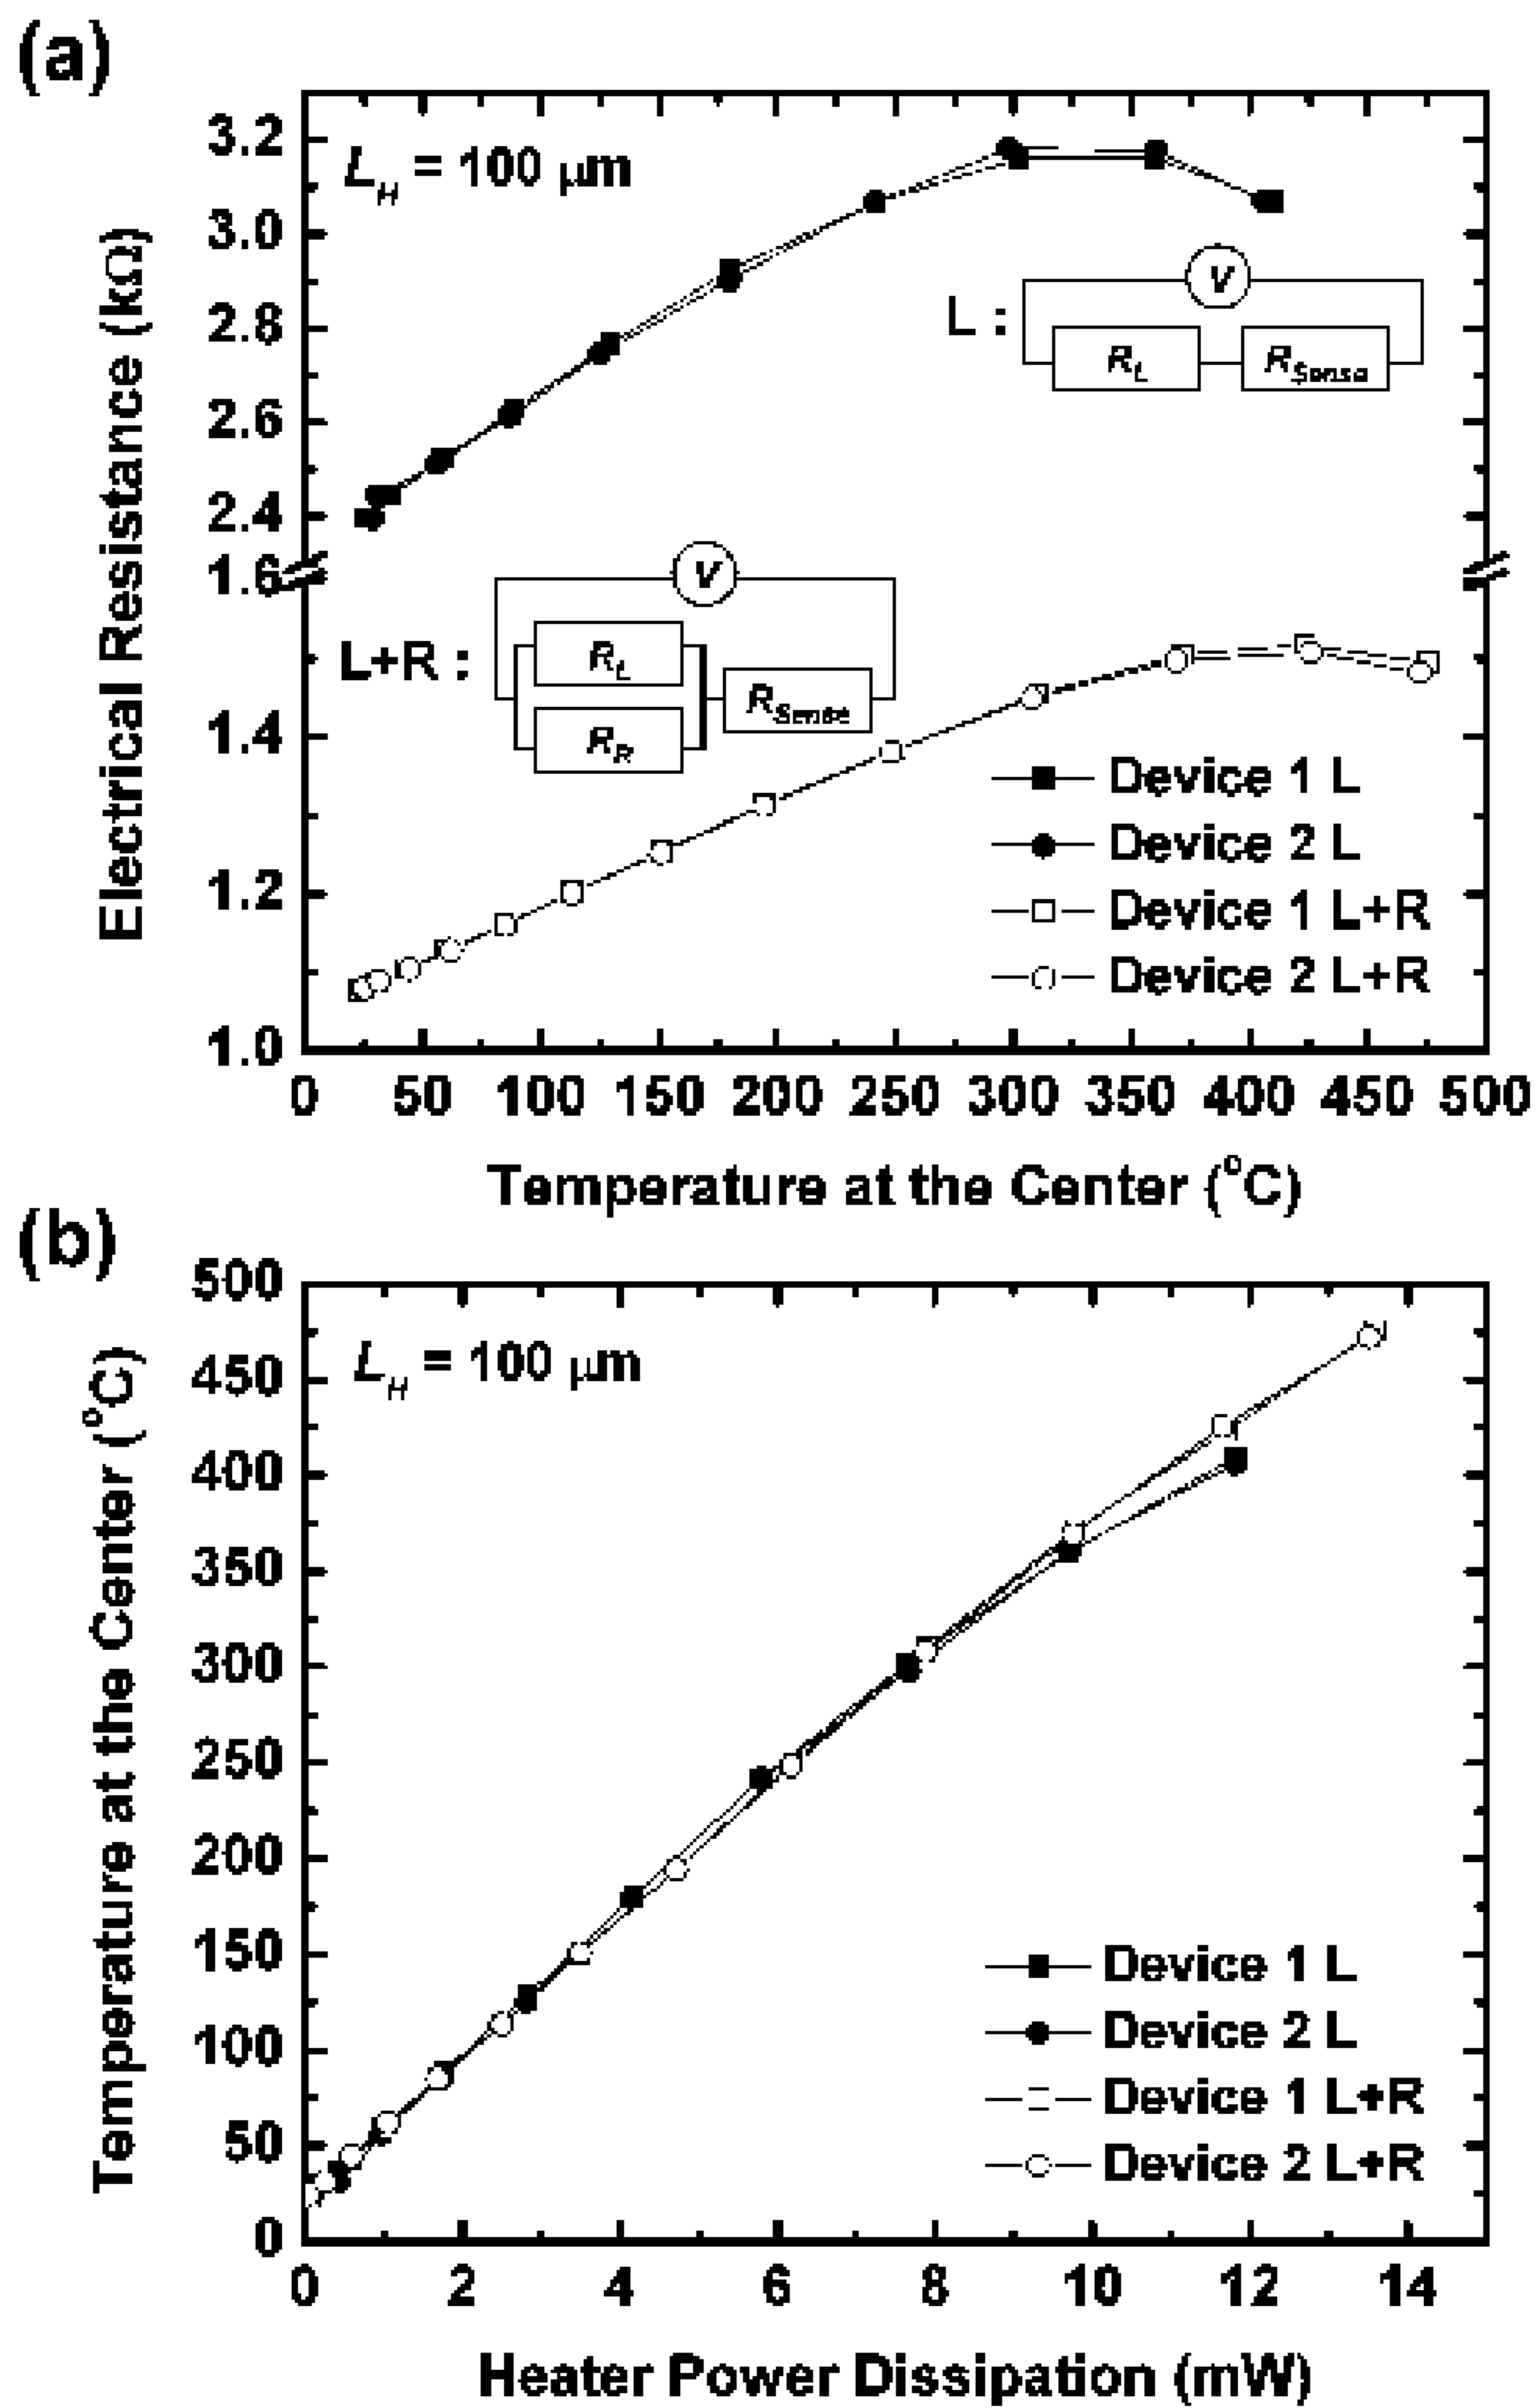 (a)
3.2
3.0
2.8
2.6
2.4
1.6
1.4
1.2
1.0
Electrical Resistance (kΩ)
L_H = 100 μm
L :
V
R_L
R_Sense
L+R :
V
R_L
R_R
R_Sense
Device 1 L
Device 2 L
Device 1 L+R
Device 2 L+R
0 50 100 150 200 250 300 350 400 450 500
Temperature at the Center (°C)
(b)
500
450
400
350
300
250
200
150
100
50
0
Temperature at the Center (°C)
L_H = 100 μm
Device 1 L
Device 2 L
Device 1 L+R
Device 2 L+R
0 2 4 6 8 10 12 14
Heater Power Dissipation (mW)